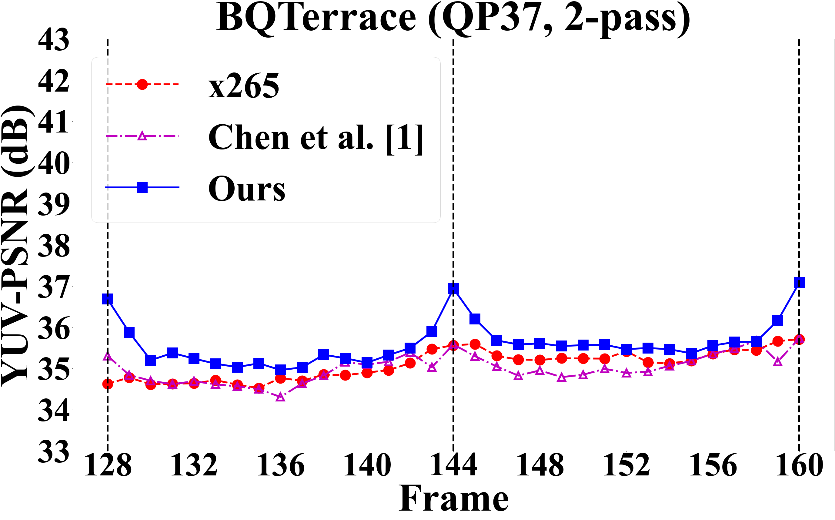 BQTerrace (QP37, 2-pass)
YUV-PSNR (dB)
43
42
41
40
39
38
37
36
35
34
33
x265
Chen et al. [1]
Ours
128 132 136 140 144 148 152 156 160
Frame